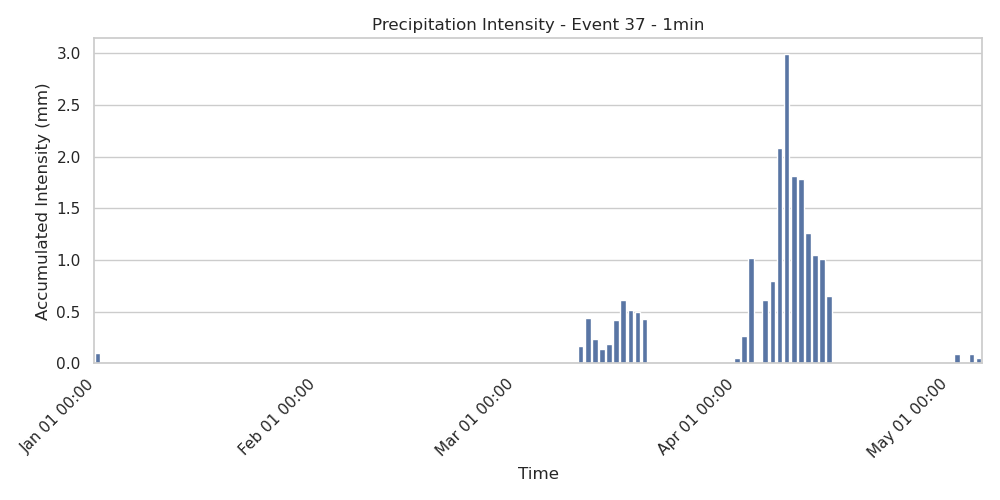 Precipitation Intensity - Event 37 - 1min
Accumulated Intensity (mm)
3.0
2.5
2.0
1.5
1.0
0.5
0.0
Jan 01 00:00
Feb 01 00:00
Mar 01 00:00
Apr 01 00:00
May 01 00:00
Time